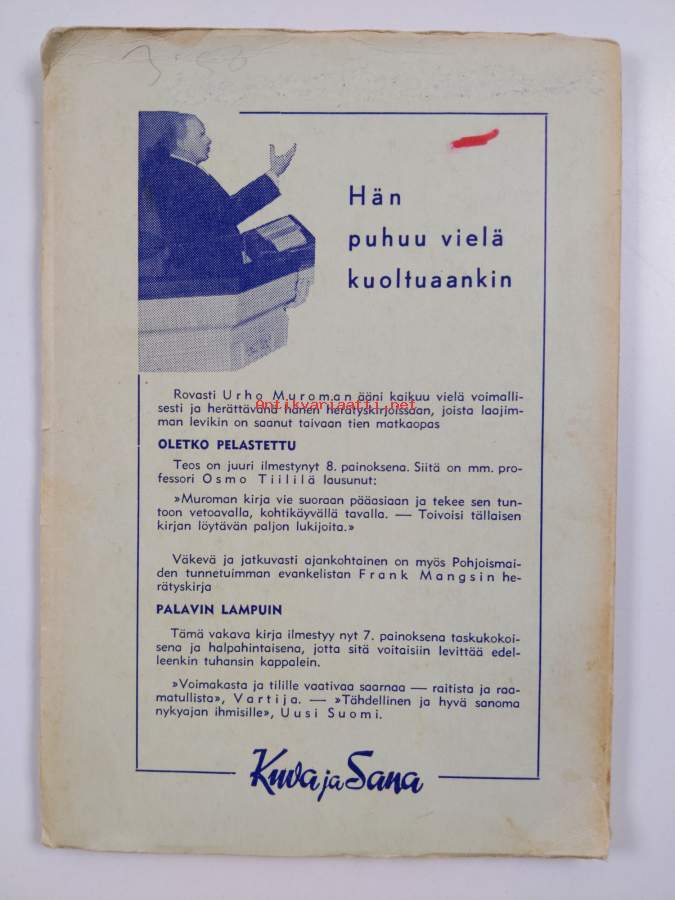 Hän
puhuu vielä
kuoltuaankin
Rovasti Urho Muroman ääni kaikuu vielä voimalli-
sesti ja herättävänä hänen herätyskirjoissaan, joista laajim-
antikvariaatti.net
man levikin on saanut taivaan tien matkaopas
OLETKO PELASTETTU
Teos on juuri ilmestynyt 8. painoksena. Siitä on mm. pro-
fessori Osmo Tiililä lausunut:
»Muroman kirja vie suoraan pääasiaan ja tekee sen tun-
toon vetoavalla, kohtikäyvällä tavalla. — Toivoisi tällaisen
kirjan löytävän paljon lukijoita.»
Väkevä ja jatkuvasti ajankohtainen on myös Pohjoismai-
den tunnetuimman evankelistan Frank Mangsin he-
rätyskirja
PALAVIN LAMPUIN
Tämä vakava kirja ilmestyy nyt 7. painoksena taskukokoi-
sena ja halpahintaisena, jotta sitä voitaisiin levittää edel-
leenkin tuhansin kappalein.
»Voimakasta ja tilille vaativaa saarnaa — raitista ja raa-
matullista», Vartija. — »Tähdellinen ja hyvä sanoma
nykyajan ihmisille», Uusi Suomi.
Kuva ja Sana